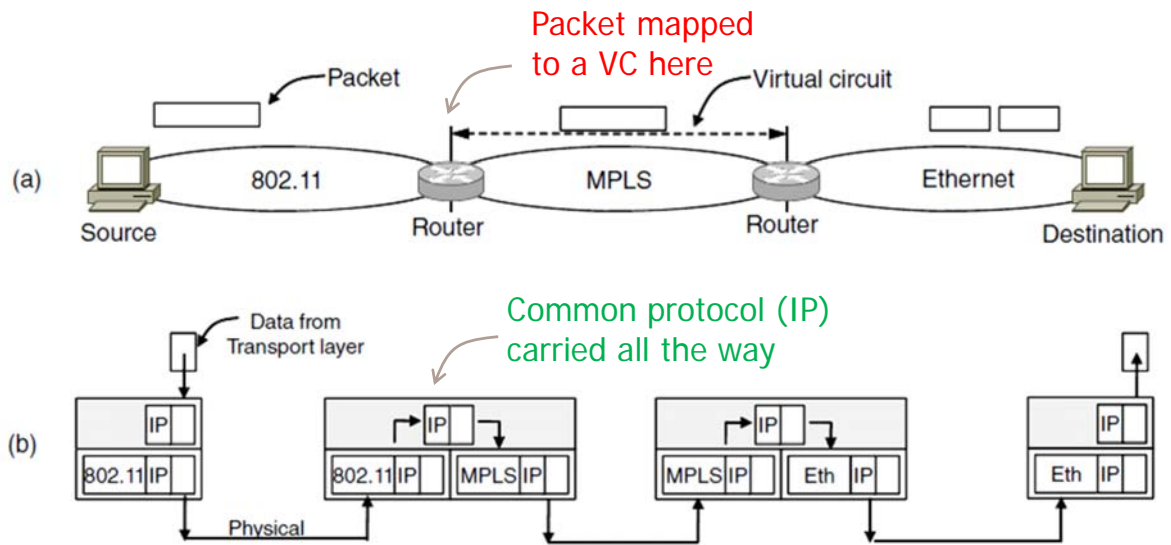 Packet mapped
to a VC here
Packet
Virtual circuit
(a)
802.11
MPLS
Ethernet
Source
Router
Router
Destination
Common protocol (IP)
carried all the way
Data from
Transport layer
(b)
IP
IP
IP
IP
802.11 IP
802.11 IP
MPLS IP
MPLS IP
Eth IP
Eth IP
Physical